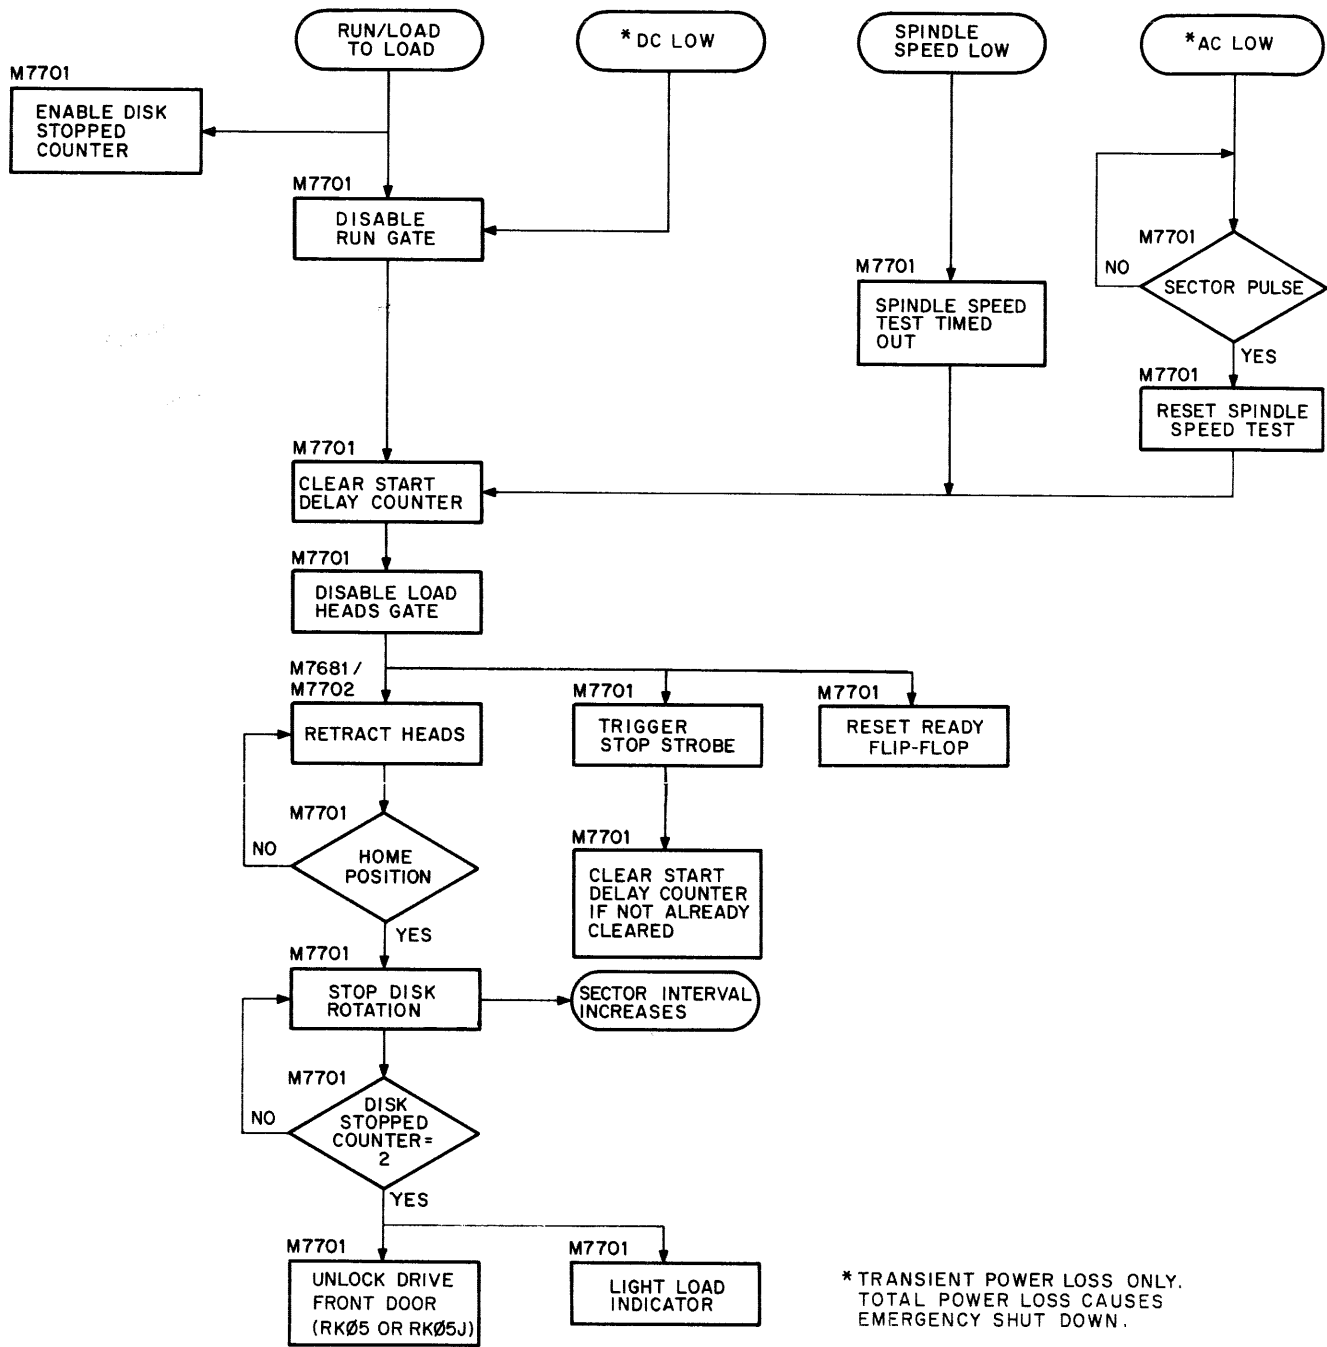 RUN/LOAD
TO LOAD
* DC LOW
SPINDLE
SPEED LOW
* AC LOW
M7701
ENABLE DISK
STOPPED
COUNTER
M7701
DISABLE
RUN GATE
M7701
SECTOR PULSE
NO
YES
M7701
SPINDLE SPEED
TEST TIMED
OUT
M7701
RESET SPINDLE
SPEED TEST
M7701
CLEAR START
DELAY COUNTER
M7701
DISABLE LOAD
HEADS GATE
M7681/
M7702
RETRACT HEADS
M7701
TRIGGER
STOP STROBE
M7701
RESET READY
FLIP-FLOP
M7701
HOME
POSITION
NO
YES
M7701
CLEAR START
DELAY COUNTER
IF NOT ALREADY
CLEARED
M7701
STOP DISK
ROTATION
SECTOR INTERVAL
INCREASES
M7701
DISK
STOPPED
COUNTER=
2
NO
YES
M7701
UNLOCK DRIVE
FRONT DOOR
(RKØ5 OR RKØ5J)
M7701
LIGHT LOAD
INDICATOR
* TRANSIENT POWER LOSS ONLY.
TOTAL POWER LOSS CAUSES
EMERGENCY SHUT DOWN.